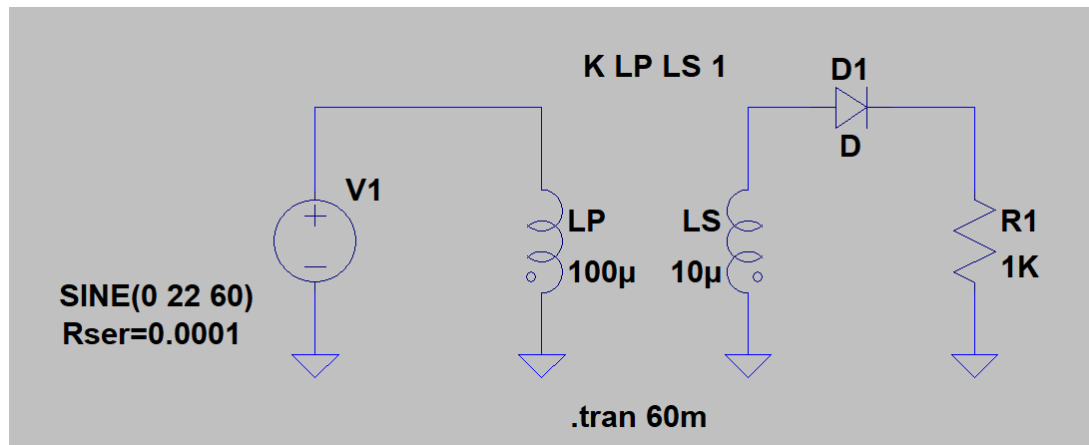 K LP LS 1
D1
D
V1
LP
LS
R1
100µ
10µ
1K
SINE(0 22 60)
Rser=0.0001
.tran 60m